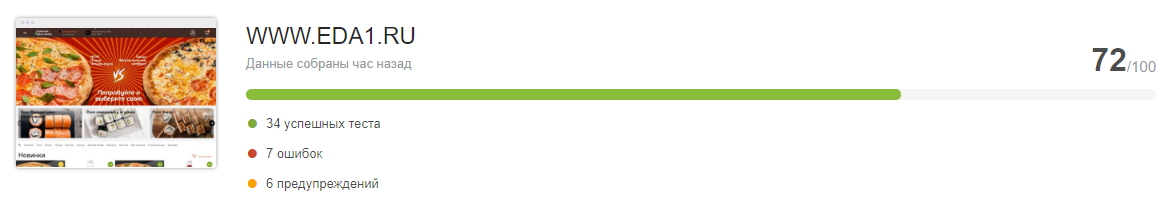 WWW.EDA1.RU
Данные собраны час назад
72/100
34 успешных теста
7 ошибок
6 предупреждений
VS
Попробуйте и
выберите свою
Новинки